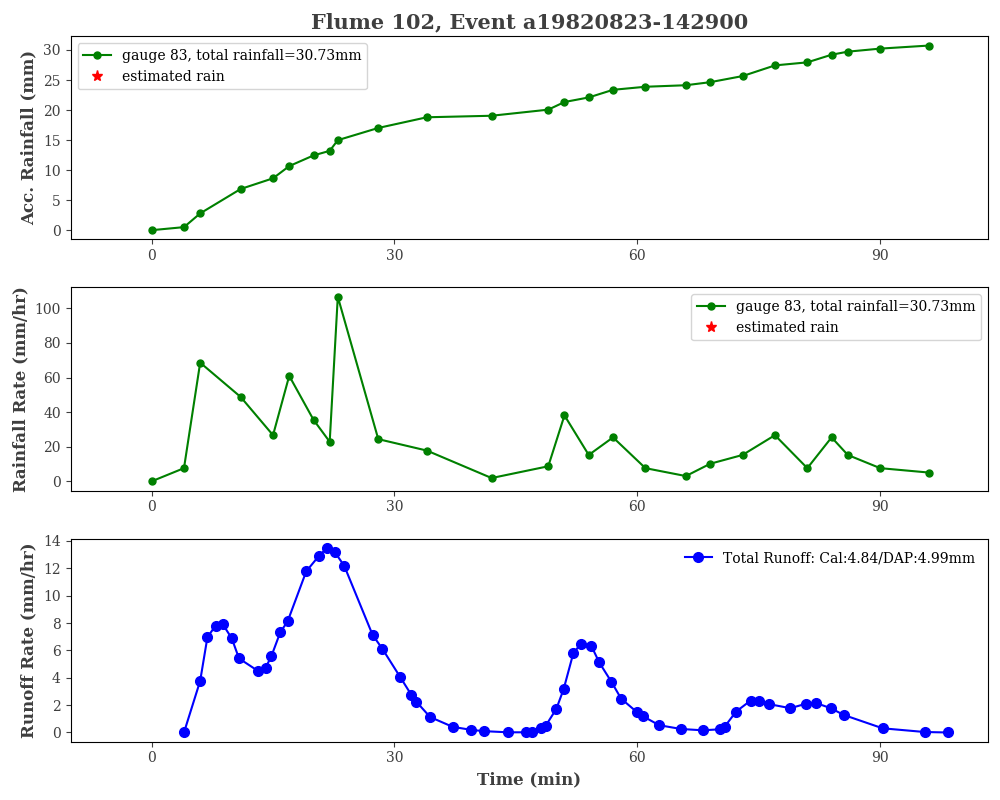 Flume 102, Event a19820823-142900
Acc. Rainfall (mm)
30
25
20
15
10
5
0
gauge 83, total rainfall=30.73mm
estimated rain
0 30 60 90
Rainfall Rate (mm/hr)
100
80
60
40
20
0
gauge 83, total rainfall=30.73mm
estimated rain
0 30 60 90
Runoff Rate (mm/hr)
14
12
10
8
6
4
2
0
Total Runoff: Cal:4.84/DAP:4.99mm
0 30 60 90
Time (min)